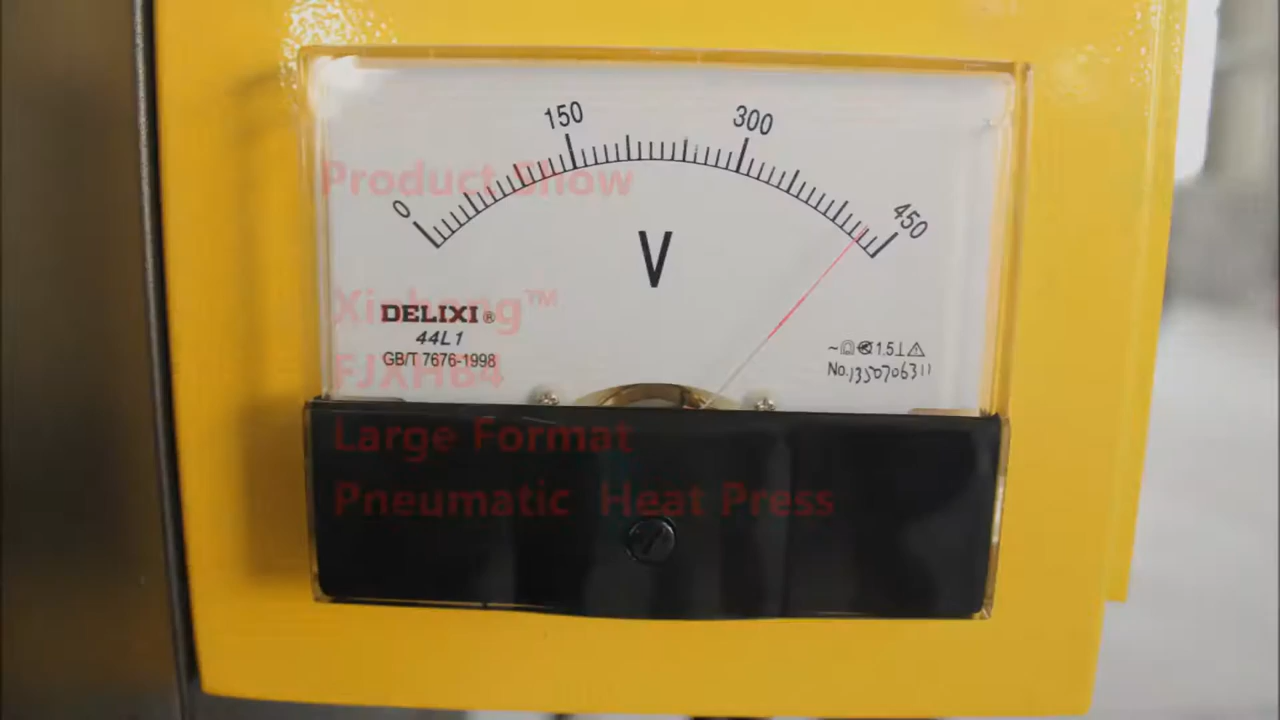 150
300
0
450
Product Show
V
Xinhong™
DELIXI®
44L1
GB/T 7676-1998
FJXHB4
1.5
No.1350706311
Large Format
Pneumatic Heat Press